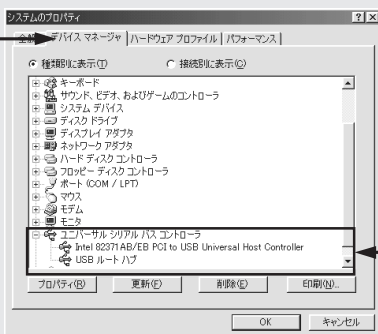 システムのプロパティ
デバイス マネージャ ハードウェア プロファイル パフォーマンス
種類別に表示(T) 接続別に表示(C)
キーボード
サウンド、ビデオ、およびゲームのコントローラ
システム デバイス
ディスク ドライブ
ディスプレイ アダプタ
ネットワーク アダプタ
ハード ディスク コントローラ
フロッピー ディスク コントローラ
ポート (COM / LPT)
マウス
モデム
モニタ
ユニバーサル シリアル バス コントローラ
Intel 82371AB/EB PCI to USB Universal Host Controller
USB ルート ハブ
プロパティ(R) 更新(F) 削除(E) 印刷(N)...
OK キャンセル